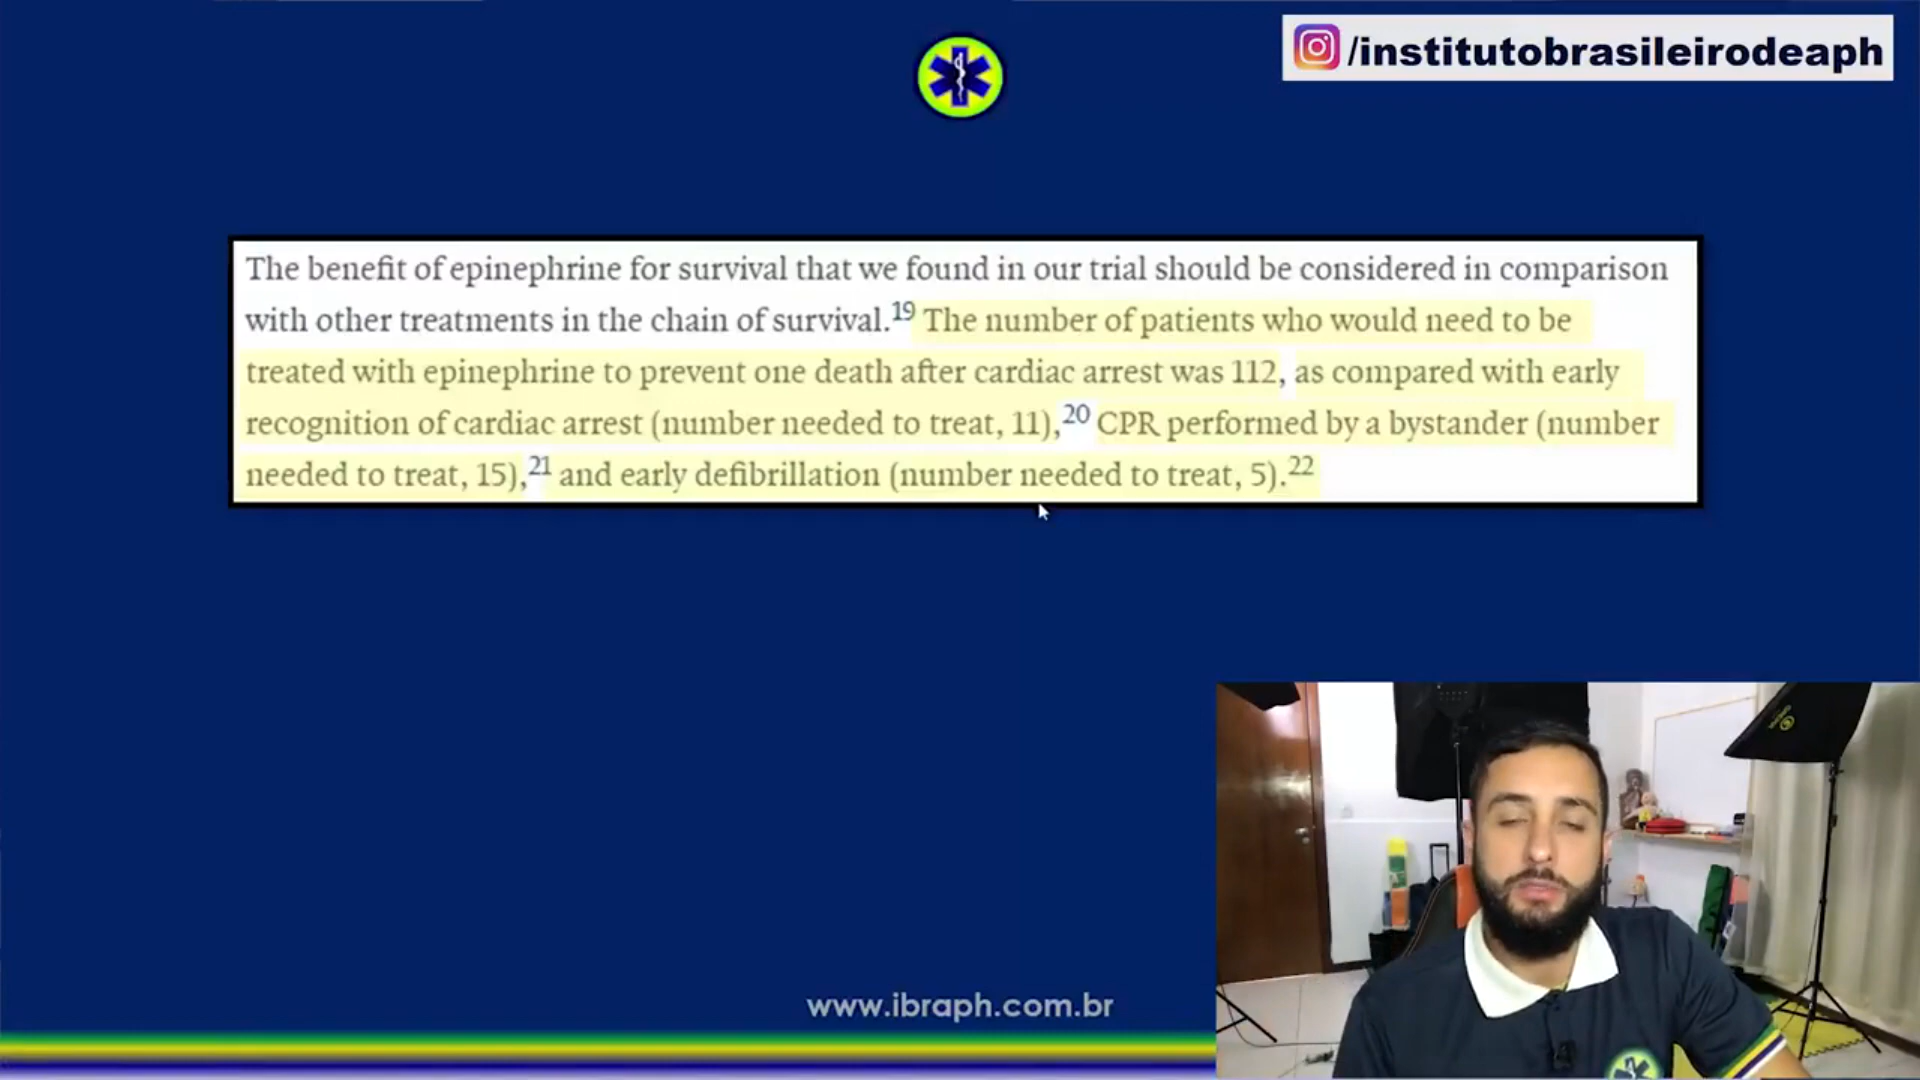 /institutobrasileirodeaph
The benefit of epinephrine for survival that we found in our trial should be considered in comparison
with other treatments in the chain of survival.19 The number of patients who would need to be
treated with epinephrine to prevent one death after cardiac arrest was 112, as compared with early
recognition of cardiac arrest (number needed to treat, 11),20 CPR performed by a bystander (number
needed to treat, 15),21 and early defibrillation (number needed to treat, 5).22
www.ibraph.com.br